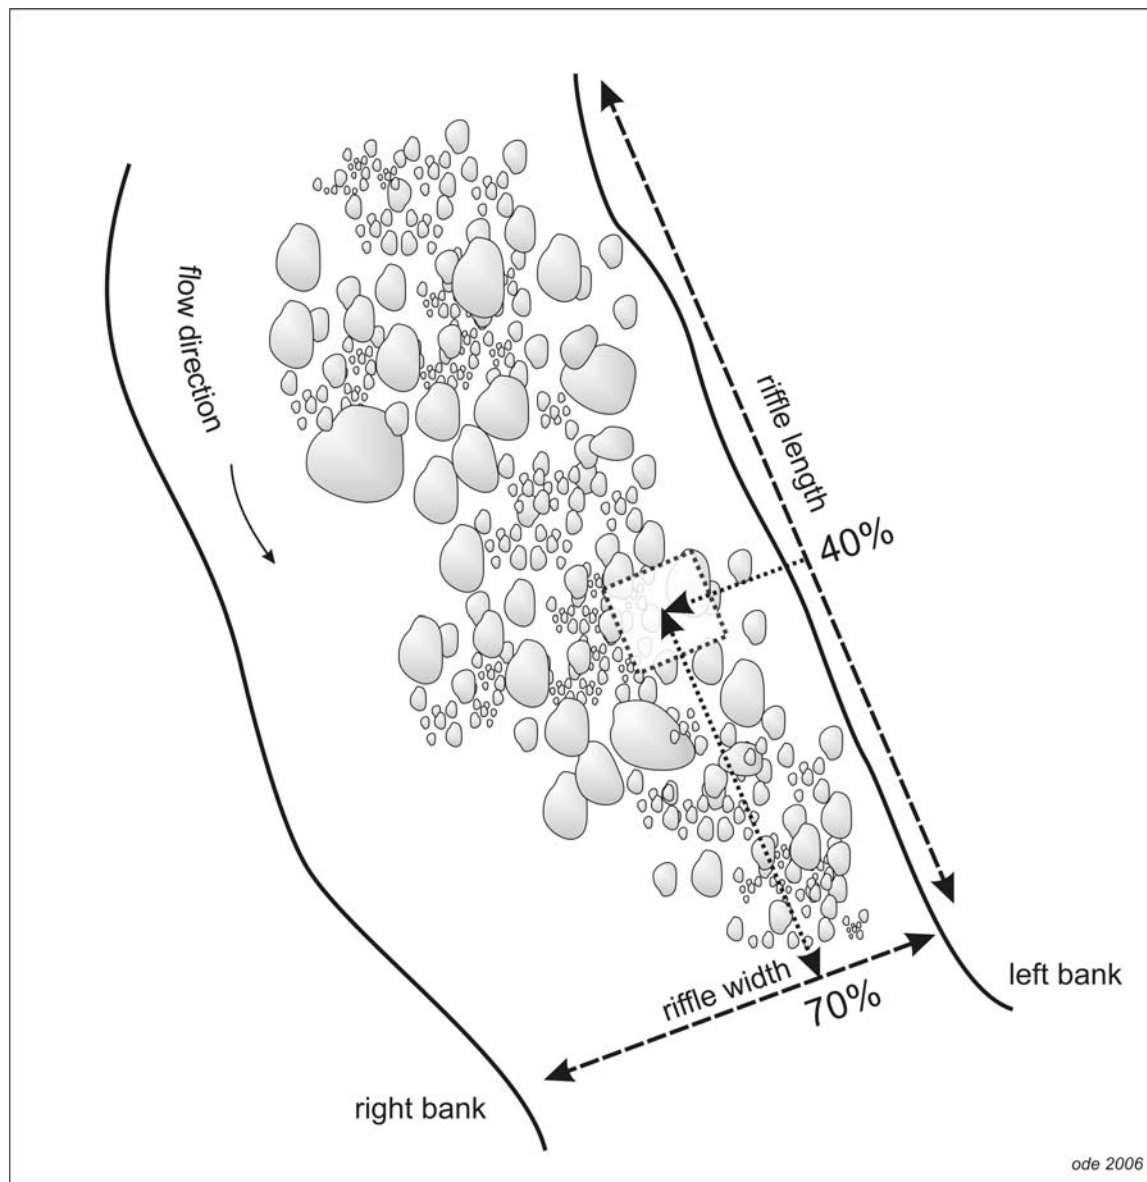 flow direction
riffle length
40%
riffle width
70%
left bank
right bank
ode 2006